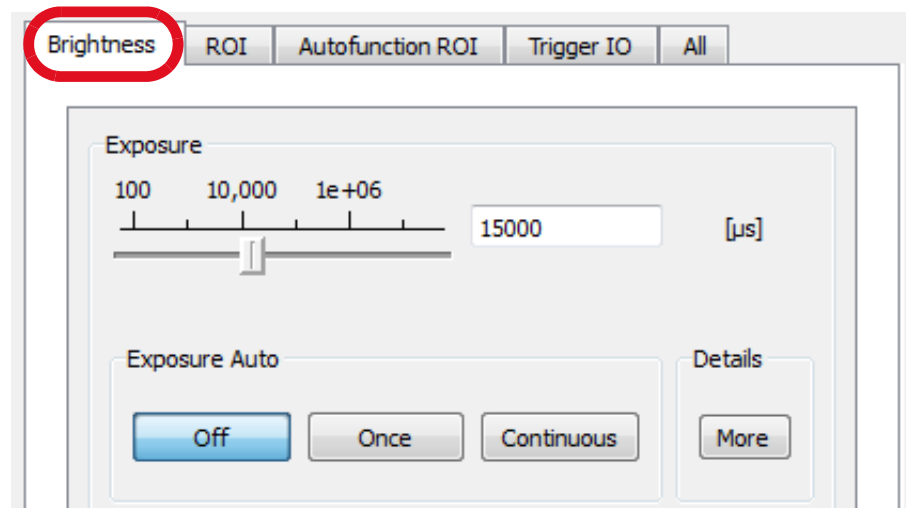 Brightness ROI Autofunction ROI Trigger IO All
Exposure
100 10,000 1e+06
15000 [µs]
Exposure Auto Details
Off Once Continuous More